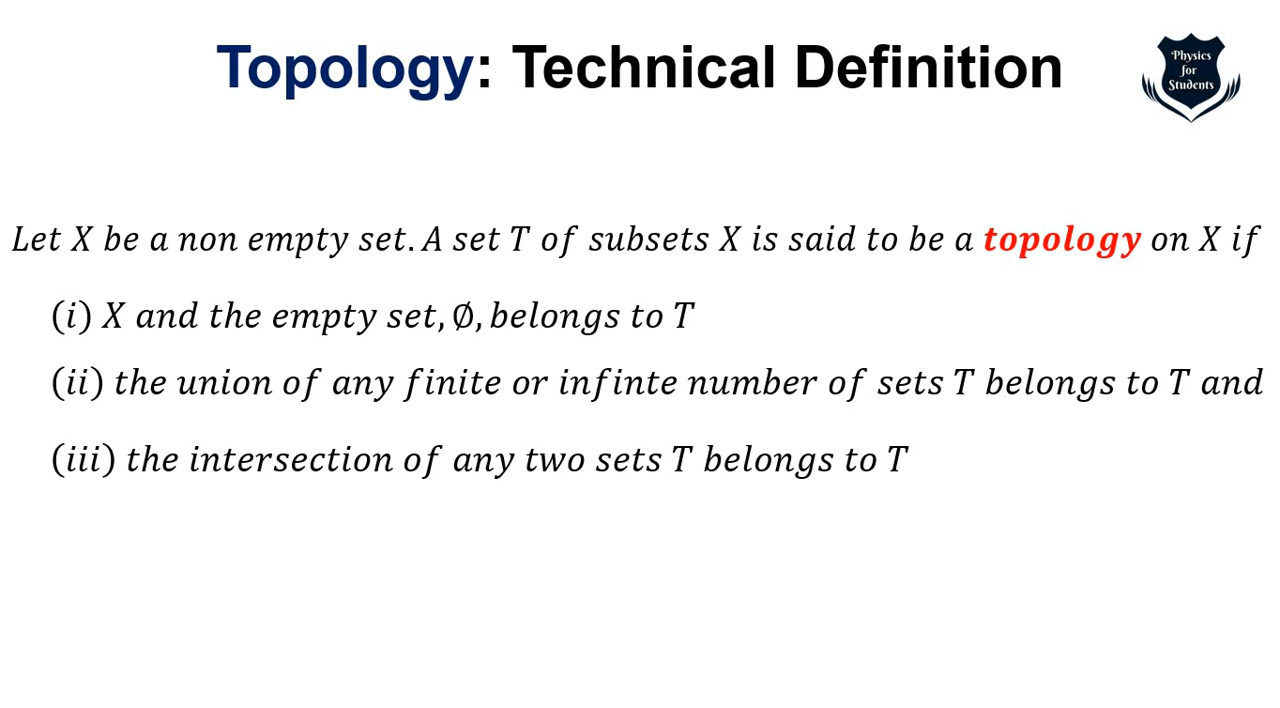 Topology: Technical Definition
Physics
for
Students
Let X be a non empty set. A set T of subsets X is said to be a topology on X if
(i) X and the empty set, ∅, belongs to T
(ii) the union of any finite or infinte number of sets T belongs to T and
(iii) the intersection of any two sets T belongs to T